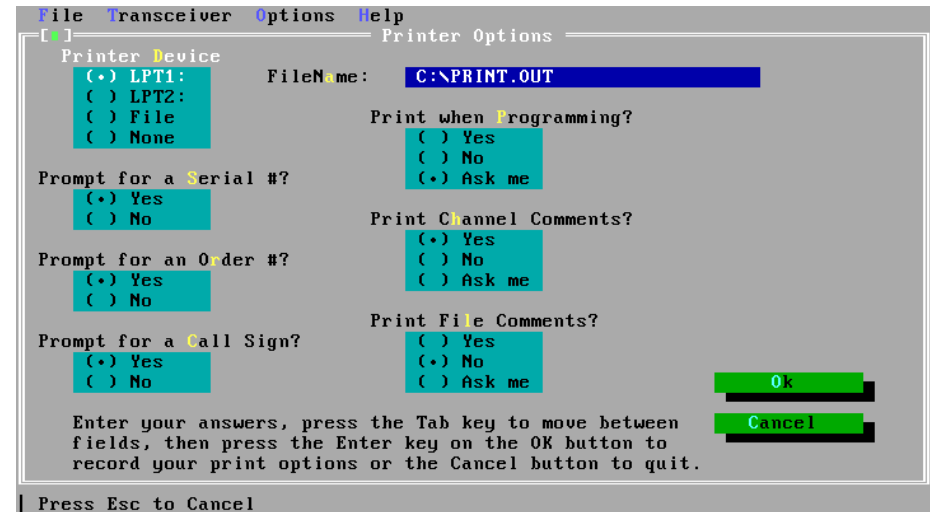 File Transceiver Options Help
[■] Printer Options
Printer Device
(•) LPT1:
( ) LPT2:
( ) File
( ) None
FileName: C:\PRINT.OUT
Prompt for a Serial #?
(•) Yes
( ) No
Prompt for an Order #?
(•) Yes
( ) No
Prompt for a Call Sign?
(•) Yes
( ) No
Print when Programming?
( ) Yes
( ) No
(•) Ask me
Print Channel Comments?
(•) Yes
( ) No
( ) Ask me
Print File Comments?
( ) Yes
(•) No
( ) Ask me
Ok
Cancel
Enter your answers, press the Tab key to move between
fields, then press the Enter key on the OK button to
record your print options or the Cancel button to quit.
Press Esc to Cancel